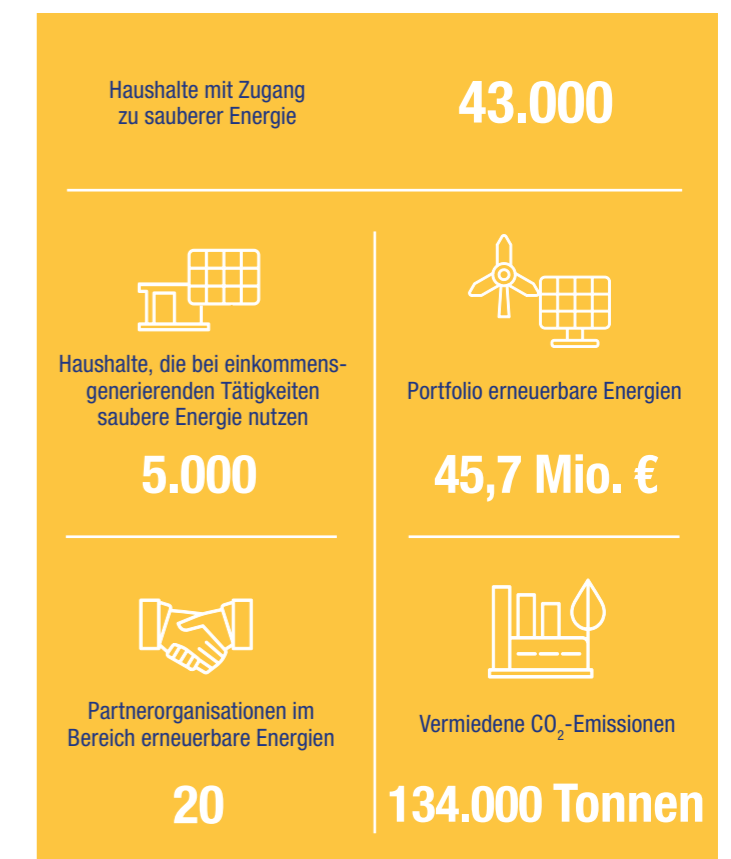 Haushalte mit Zugang
zu sauberer Energie
43.000
Haushalte, die bei einkommens-
generierenden Tätigkeiten
saubere Energie nutzen
5.000
Portfolio erneuerbare Energien
45,7 Mio. €
Partnerorganisationen im
Bereich erneuerbare Energien
20
Vermiedene CO₂-Emissionen
134.000 Tonnen